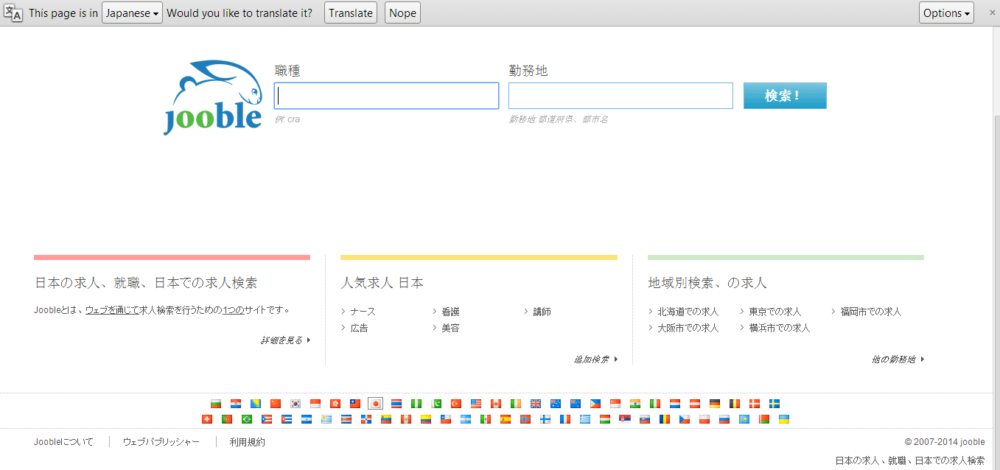 This page is in Japanese Would you like to translate it? Translate Nope Options
職種 勤務地
jooble 検索！
例: cra 勤務地:都道府県、都市名
日本の求人、就職、日本での求人検索
Joobleとは、ウェブを通じて求人検索を行うための1つのサイトです。
詳細を見る
人気求人 日本
ナース 看護 講師
広告 美容
追加検索
地域別検索、の求人
北海道での求人 東京での求人 福岡市での求人
大阪市での求人 横浜市での求人
他の勤務地
Joobleについて ウェブパブリッシャー 利用規約 © 2007-2014 jooble
日本の求人、就職、日本での求人検索